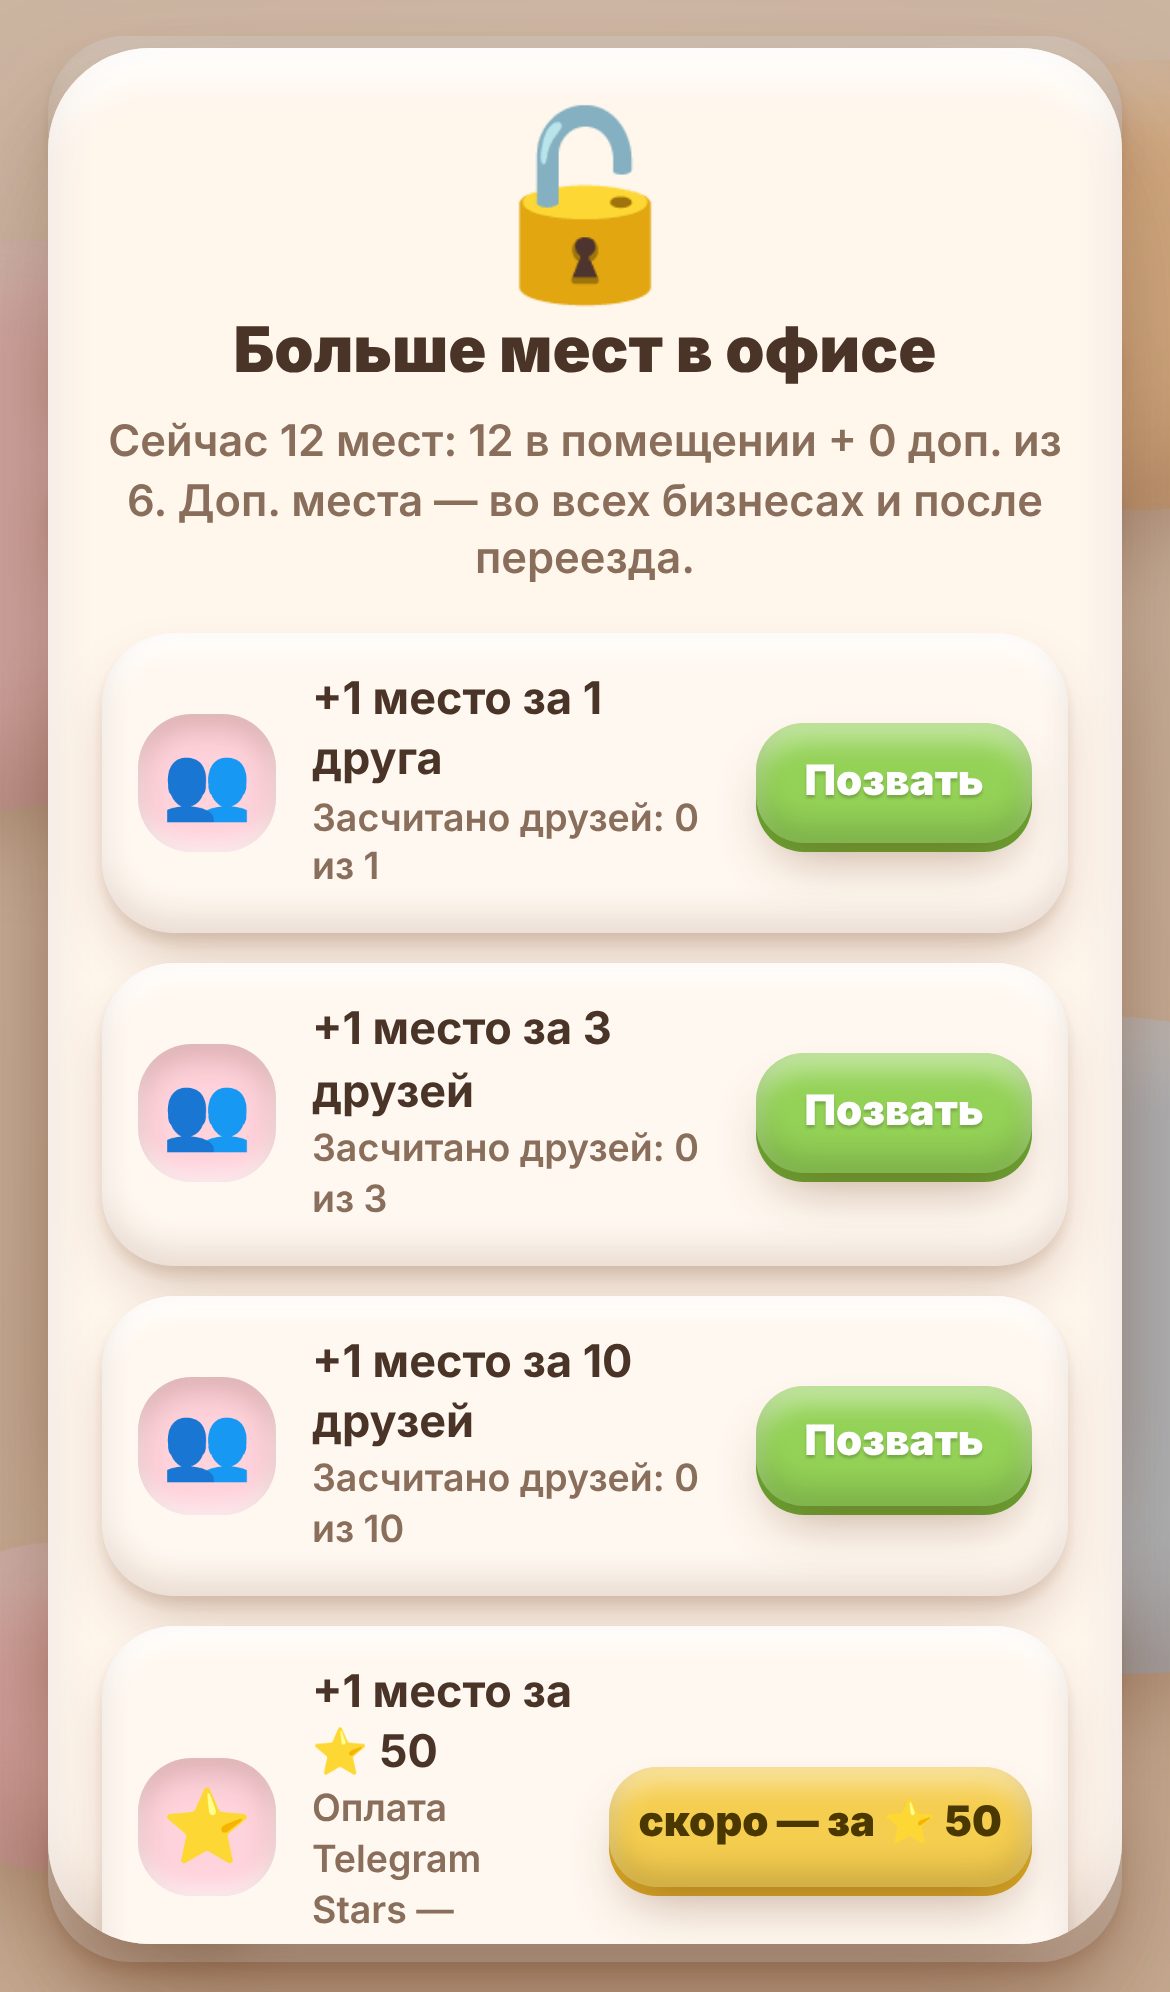 Больше мест в офисе
Сейчас 12 мест: 12 в помещении + 0 доп. из
6. Доп. места — во всех бизнесах и после
переезда.
+1 место за 1
друга
Засчитано друзей: 0
из 1
Позвать
+1 место за 3
друзей
Засчитано друзей: 0
из 3
Позвать
+1 место за 10
друзей
Засчитано друзей: 0
из 10
Позвать
+1 место за
⭐ 50
Оплата
Telegram
Stars —
скоро — за ⭐ 50